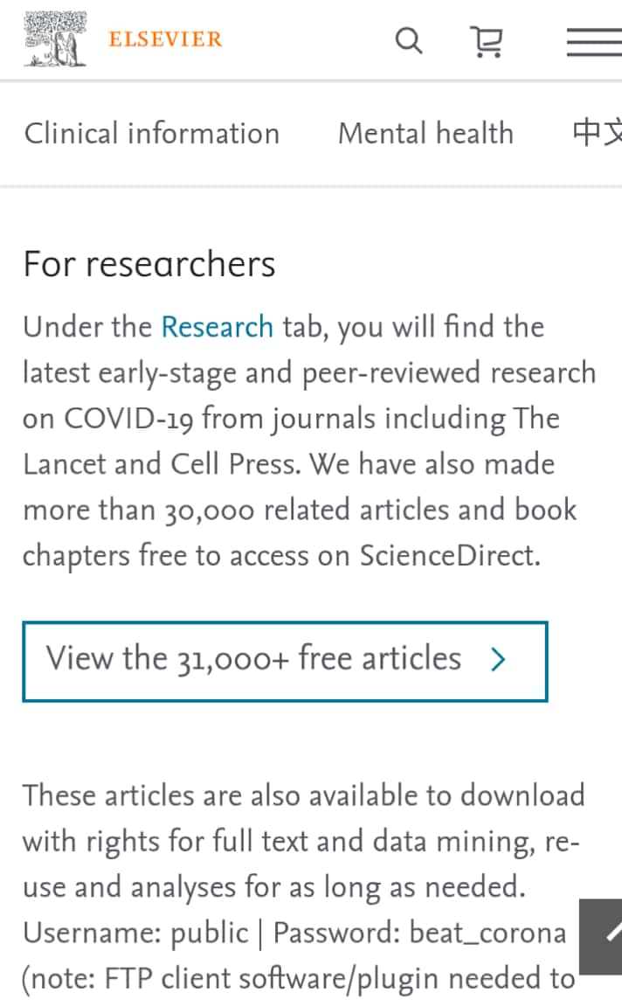 ELSEVIER
Clinical information Mental health 中文
For researchers
Under the Research tab, you will find the
latest early-stage and peer-reviewed research
on COVID-19 from journals including The
Lancet and Cell Press. We have also made
more than 30,000 related articles and book
chapters free to access on ScienceDirect.
View the 31,000+ free articles
These articles are also available to download
with rights for full text and data mining, re-
use and analyses for as long as needed.
Username: public | Password: beat_corona
(note: FTP client software/plugin needed to